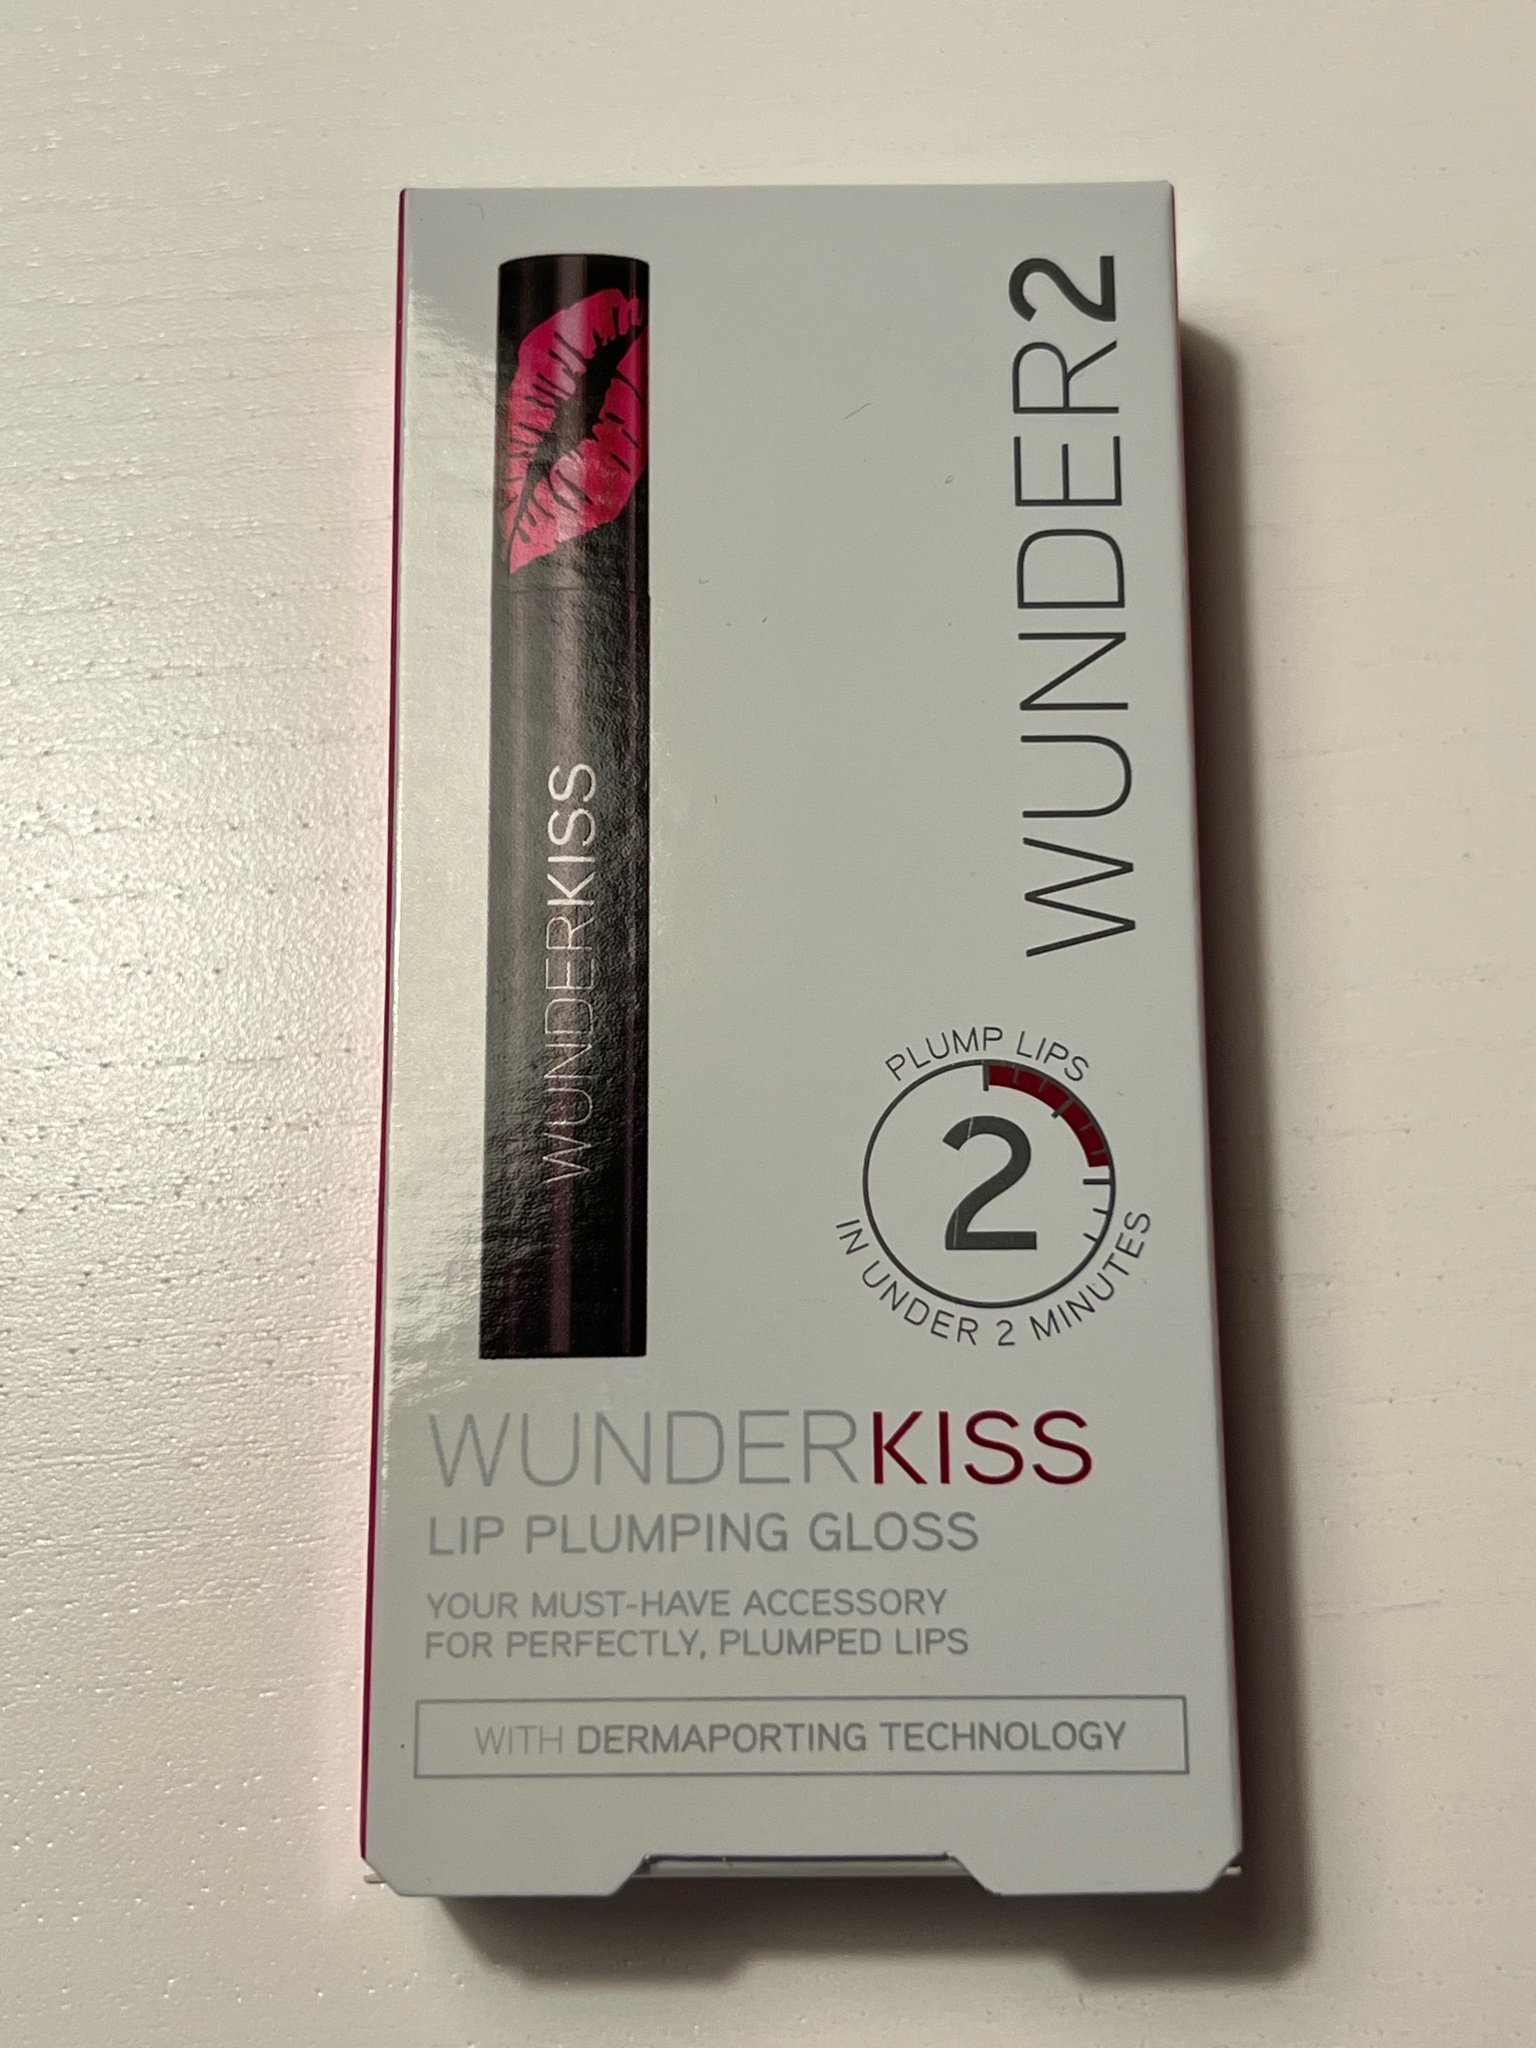 WUNDERKISS
WUNDER2
PLUMP LIPS
2
IN UNDER 2 MINUTES
WUNDERKISS
LIP PLUMPING GLOSS
YOUR MUST-HAVE ACCESSORY
FOR PERFECTLY, PLUMPED LIPS
WITH DERMAPORTING TECHNOLOGY